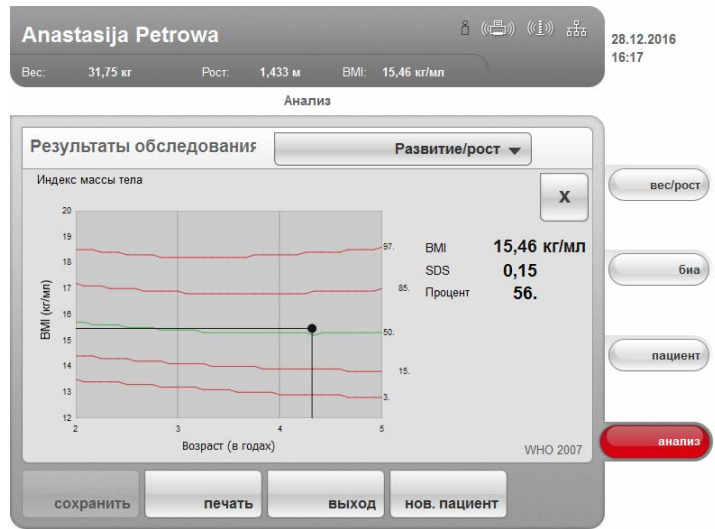 Anastasija Petrowa
28.12.2016
16:17
Вес: 31,75 кг Рост: 1,433 м BMI: 15,46 кг/мл
Анализ
Результаты обследования Развитие/рост
Индекс массы тела
X
вес/рост
биа
пациент
анализ
BMI 15,46 кг/мл
SDS 0,15
Процент 56.
BMI (кг/мл)
20
19
18
17
16
15
14
13
12
97.
85.
50.
15.
3.
2 3 4 5
Возраст (в годах)
WHO 2007
сохранить печать выход нов. пациент